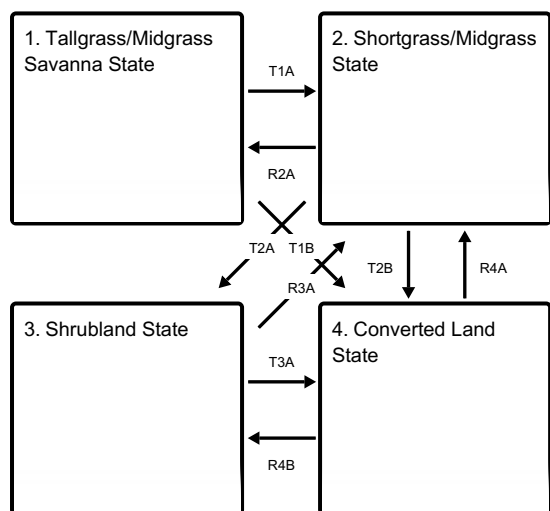 1. Tallgrass/Midgrass
Savanna State
2. Shortgrass/Midgrass
State
T1A
R2A
T2A
T1B
R3A
T2B
R4A
3. Shrubland State
4. Converted Land
State
T3A
R4B